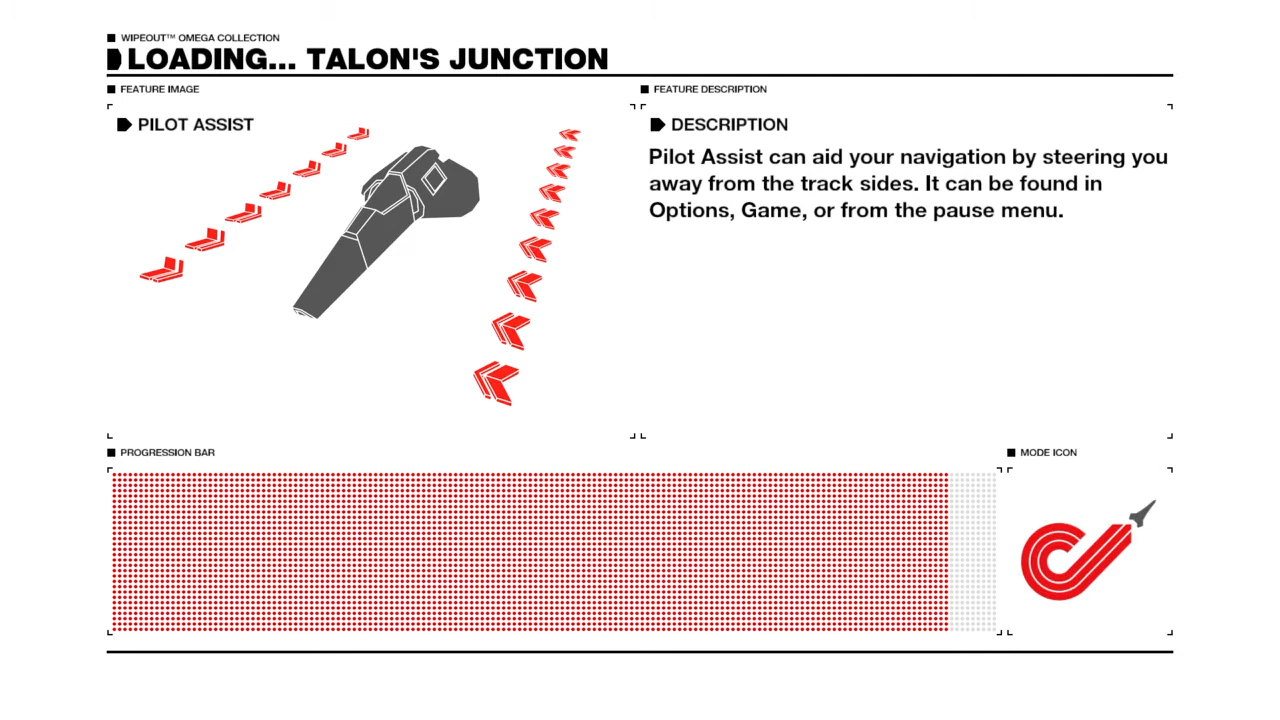 WIPEOUT™ OMEGA COLLECTION
LOADING... TALON'S JUNCTION
FEATURE IMAGE
PILOT ASSIST
FEATURE DESCRIPTION
DESCRIPTION
Pilot Assist can aid your navigation by steering you
away from the track sides. It can be found in
Options, Game, or from the pause menu.
PROGRESSION BAR
MODE ICON